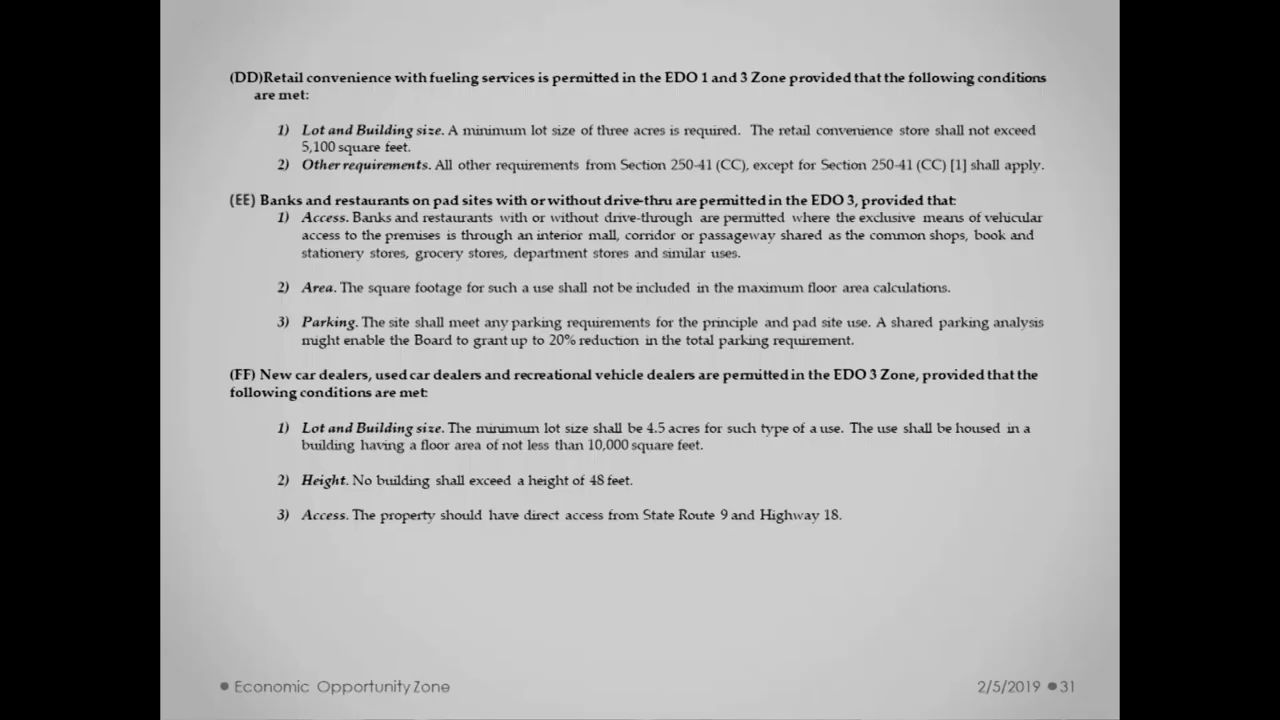 (DD)Retail convenience with fueling services is permitted in the EDO 1 and 3 Zone provided that the following conditions
are met:
1) Lot and Building size. A minimum lot size of three acres is required. The retail convenience store shall not exceed
5,100 square feet.
2) Other requirements. All other requirements from Section 250-41 (CC), except for Section 250-41 (CC) [1] shall apply.
(EE) Banks and restaurants on pad sites with or without drive-thru are permitted in the EDO 3, provided that:
1) Access. Banks and restaurants with or without drive-through are permitted where the exclusive means of vehicular
access to the premises is through an interior mall, corridor or passageway shared as the common shops, book and
stationery stores, grocery stores, department stores and similar uses.
2) Area. The square footage for such a use shall not be included in the maximum floor area calculations.
3) Parking. The site shall meet any parking requirements for the principle and pad site use. A shared parking analysis
might enable the Board to grant up to 20% reduction in the total parking requirement.
(FF) New car dealers, used car dealers and recreational vehicle dealers are permitted in the EDO 3 Zone, provided that the
following conditions are met:
1) Lot and Building size. The minimum lot size shall be 4.5 acres for such type of a use. The use shall be housed in a
building having a floor area of not less than 10,000 square feet.
2) Height. No building shall exceed a height of 48 feet.
3) Access. The property should have direct access from State Route 9 and Highway 18.
Economic Opportunity Zone
2/5/2019 31